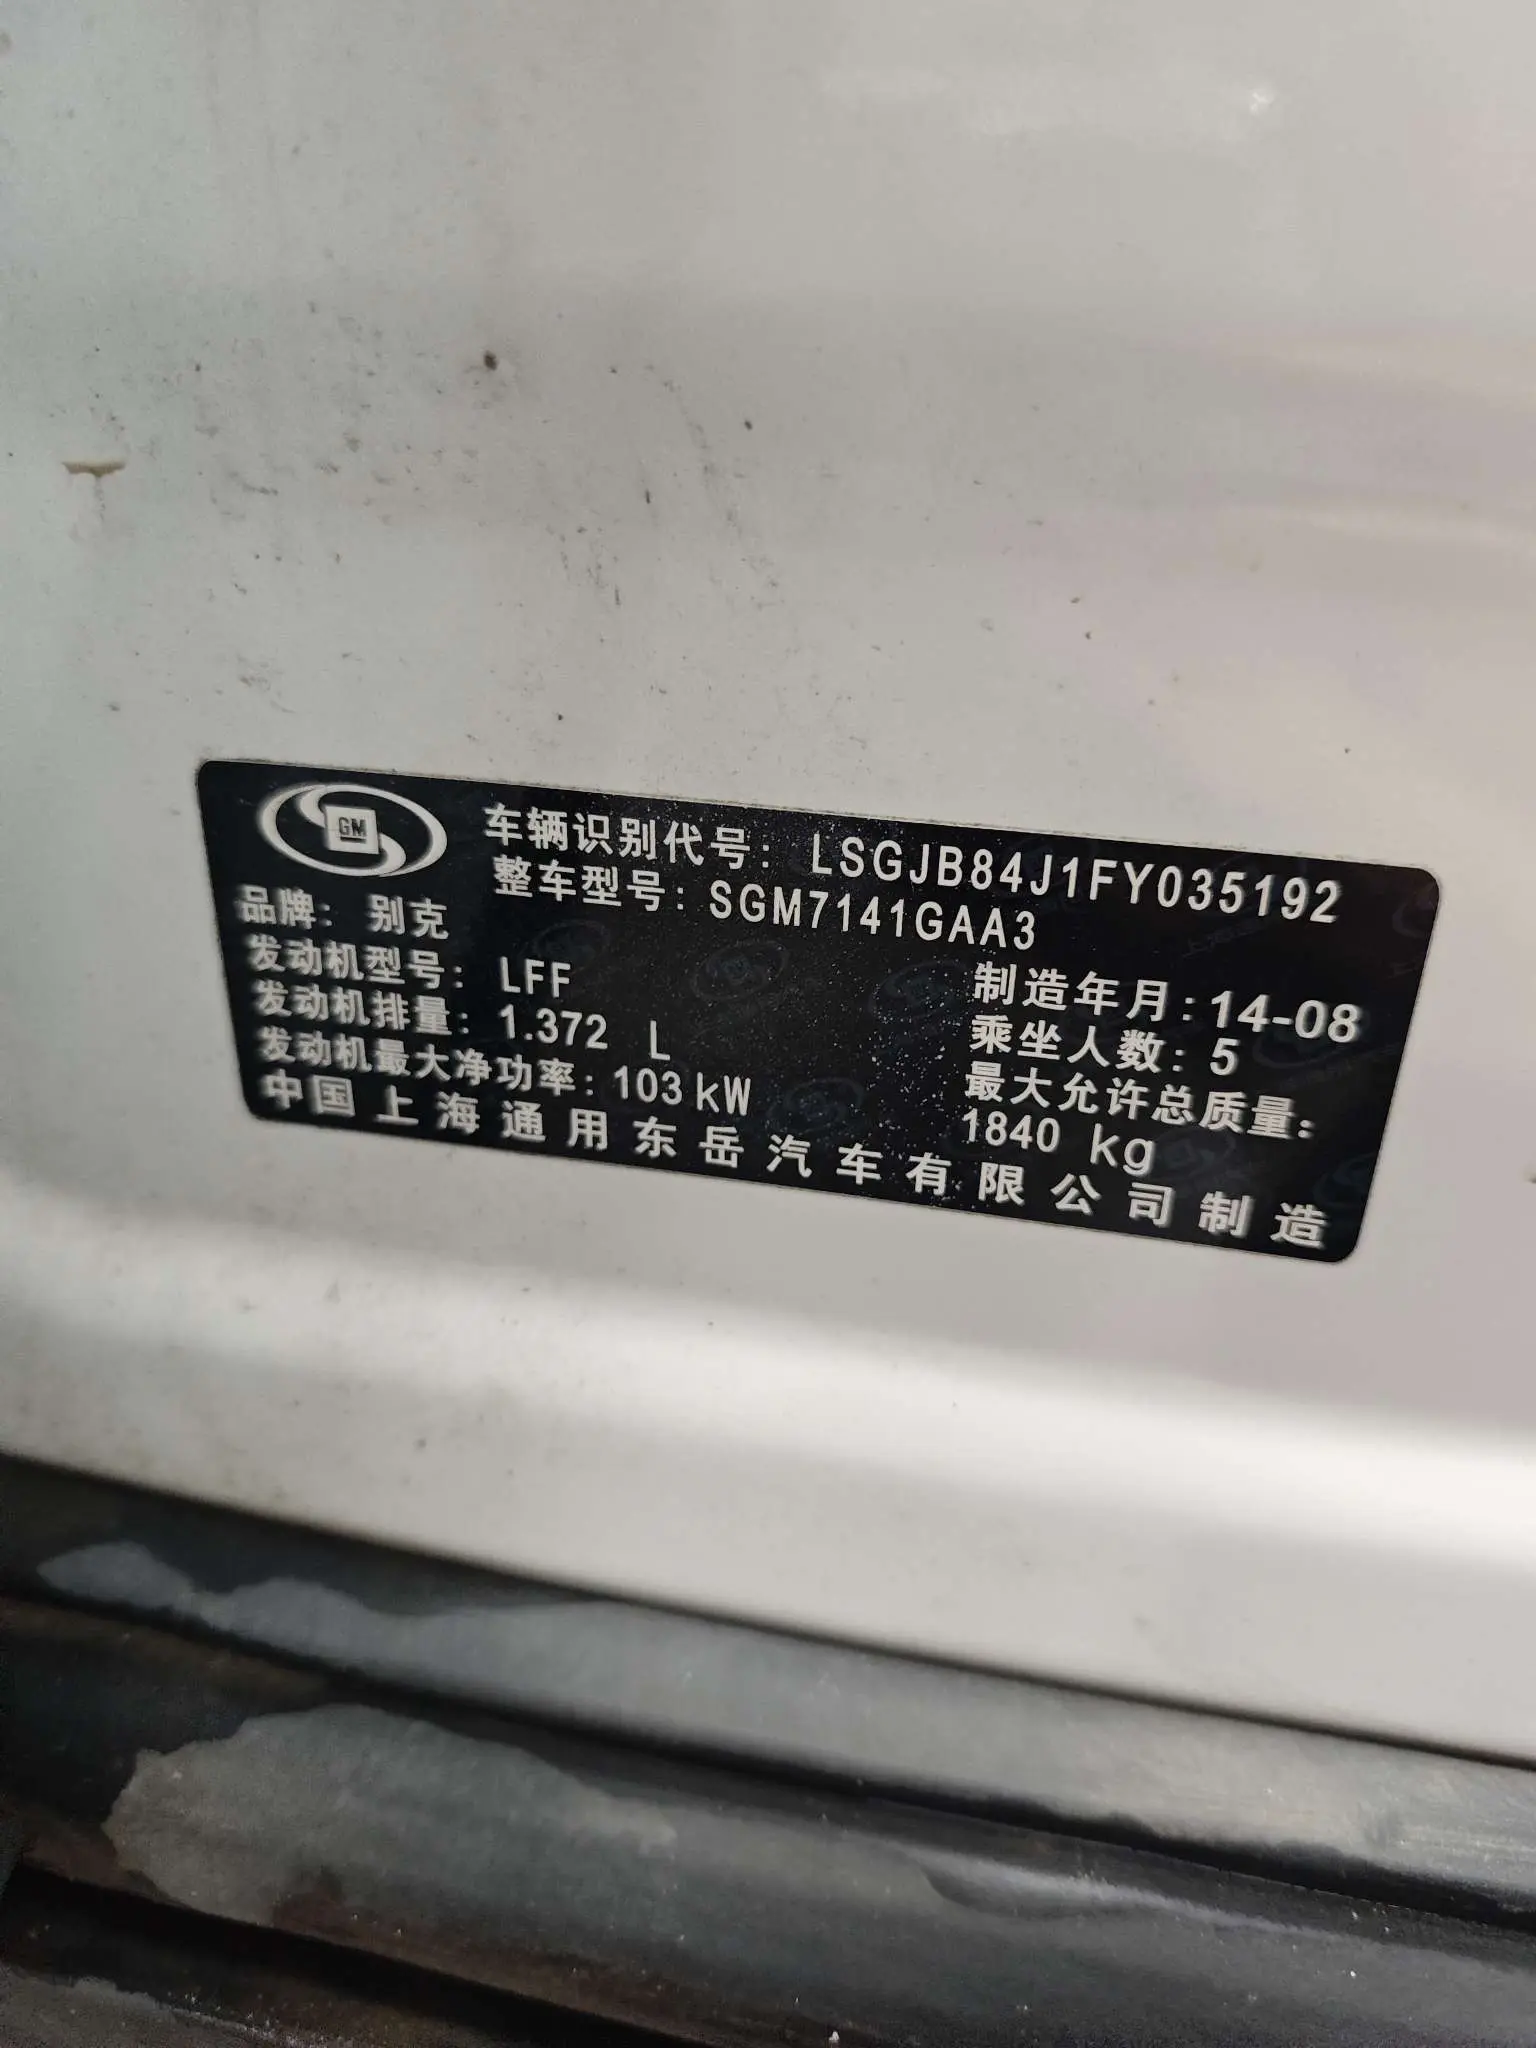 GM
车辆识别代号: LSGJB84J1FY035192
整车型号: SGM7141GAA3
品牌: 别克
发动机型号: LFF
制造年月:14-08
发动机排量: 1.372 L
乘坐人数: 5
发动机最大净功率: 103 kW
最大允许总质量:
1840 kg
中国上海通用东岳汽车有限公司制造